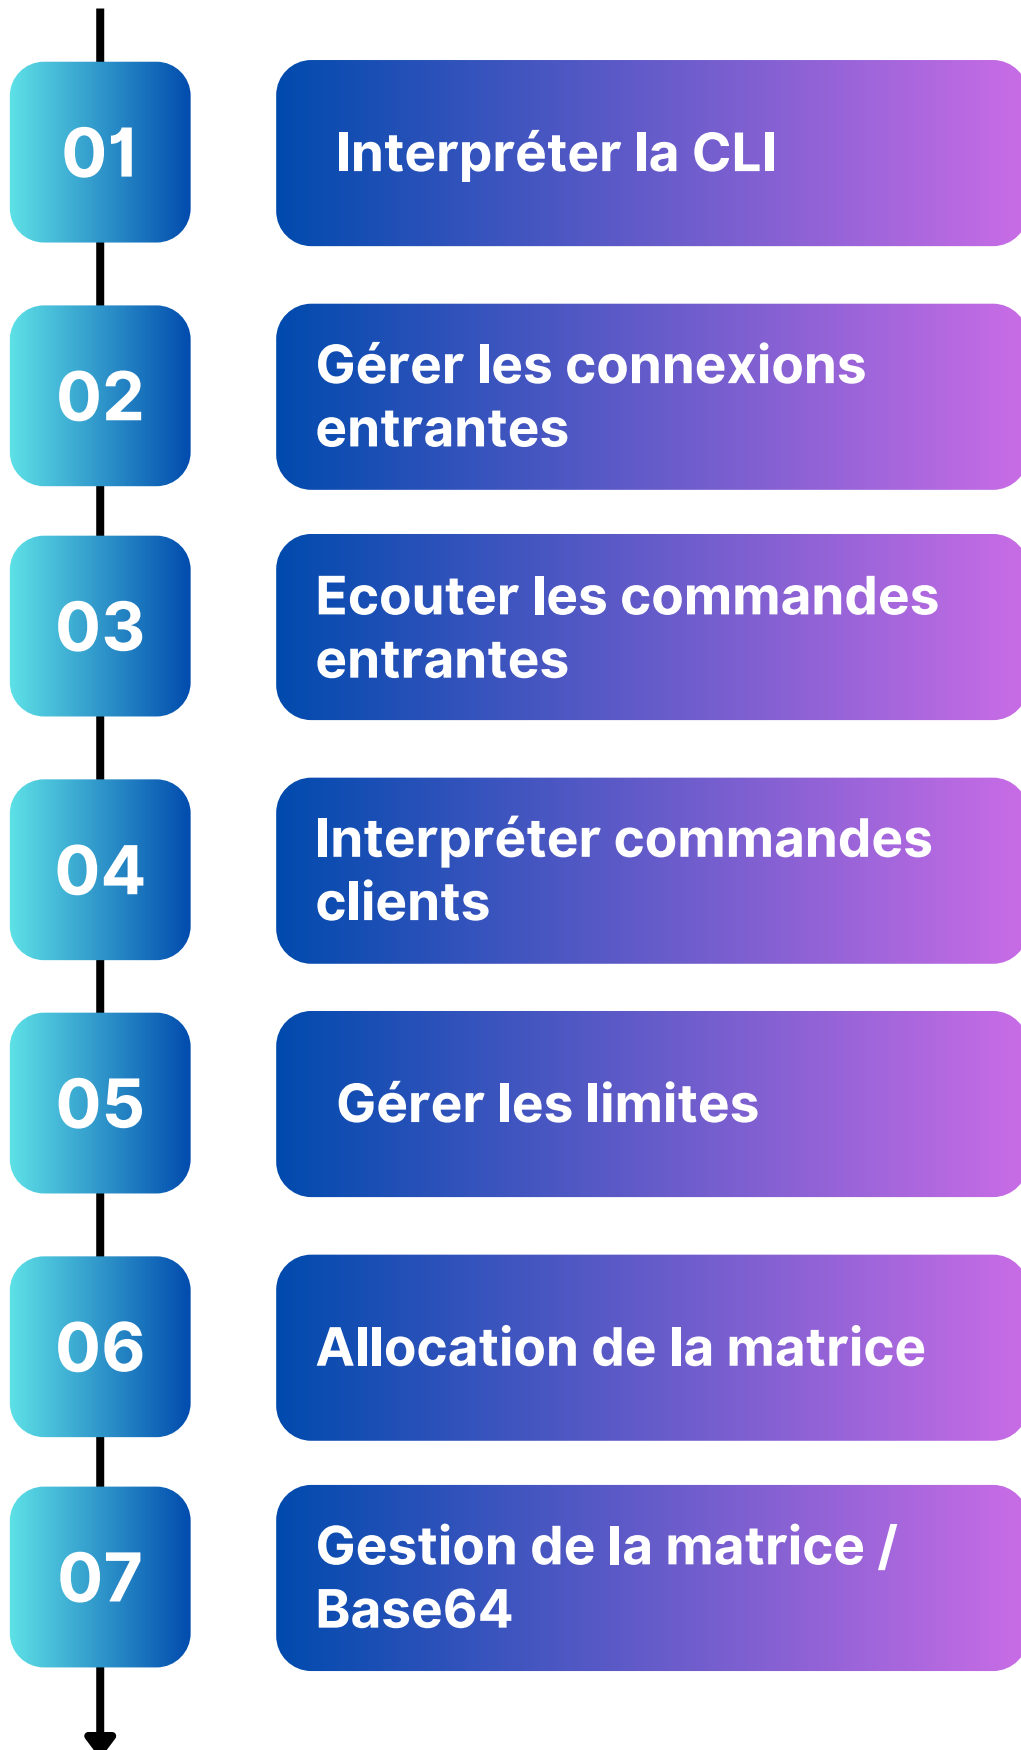 01
Interpréter la CLI
02
Gérer les connexions
entrantes
03
Ecouter les commandes
entrantes
04
Interpréter commandes
clients
05
Gérer les limites
06
Allocation de la matrice
07
Gestion de la matrice /
Base64